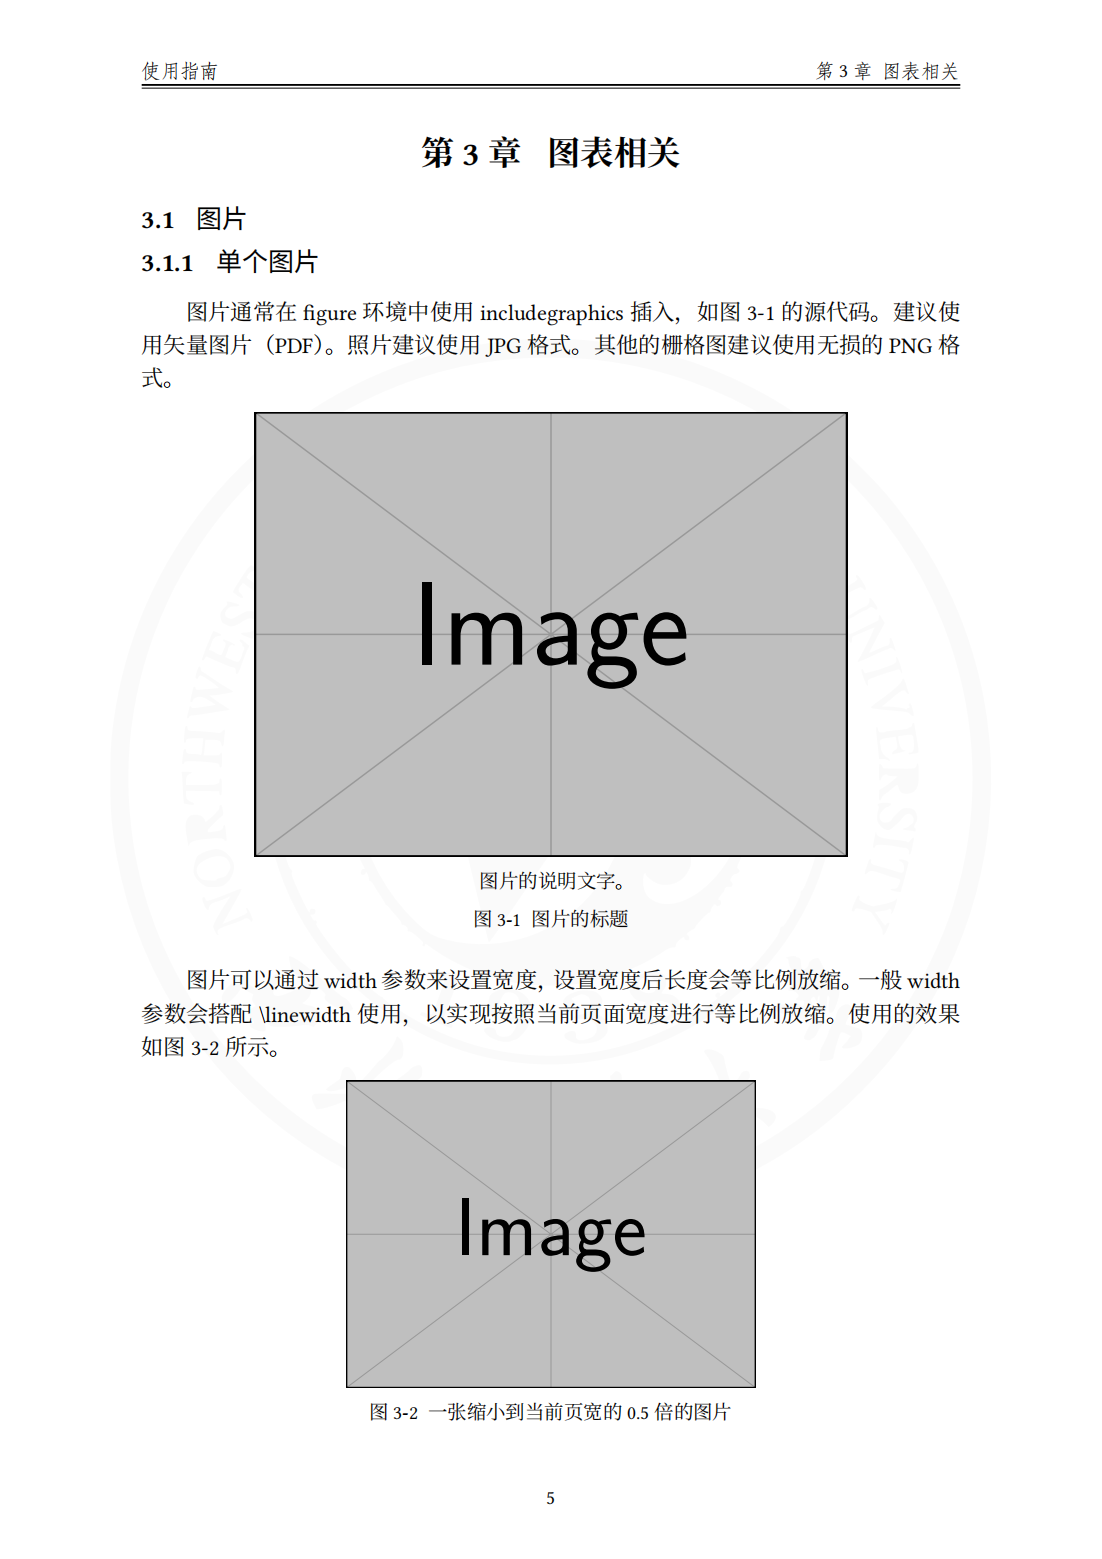 使用指南
第 3 章 图表相关
第 3 章 图表相关
3.1 图片
3.1.1 单个图片
图片通常在 figure 环境中使用 includegraphics 插入，如图 3-1 的源代码。建议使
用矢量图片（PDF）。照片建议使用 JPG 格式。其他的栅格图建议使用无损的 PNG 格
式。
Image
NORTHWEST
UNIVERSITY
图片的说明文字。
图 3-1 图片的标题
图片可以通过 width 参数来设置宽度，设置宽度后长度会等比例放缩。一般 width
参数会搭配 \linewidth 使用，以实现按照当前页面宽度进行等比例放缩。使用的效果
如图 3-2 所示。
Image
图 3-2 一张缩小到当前页宽的 0.5 倍的图片
5